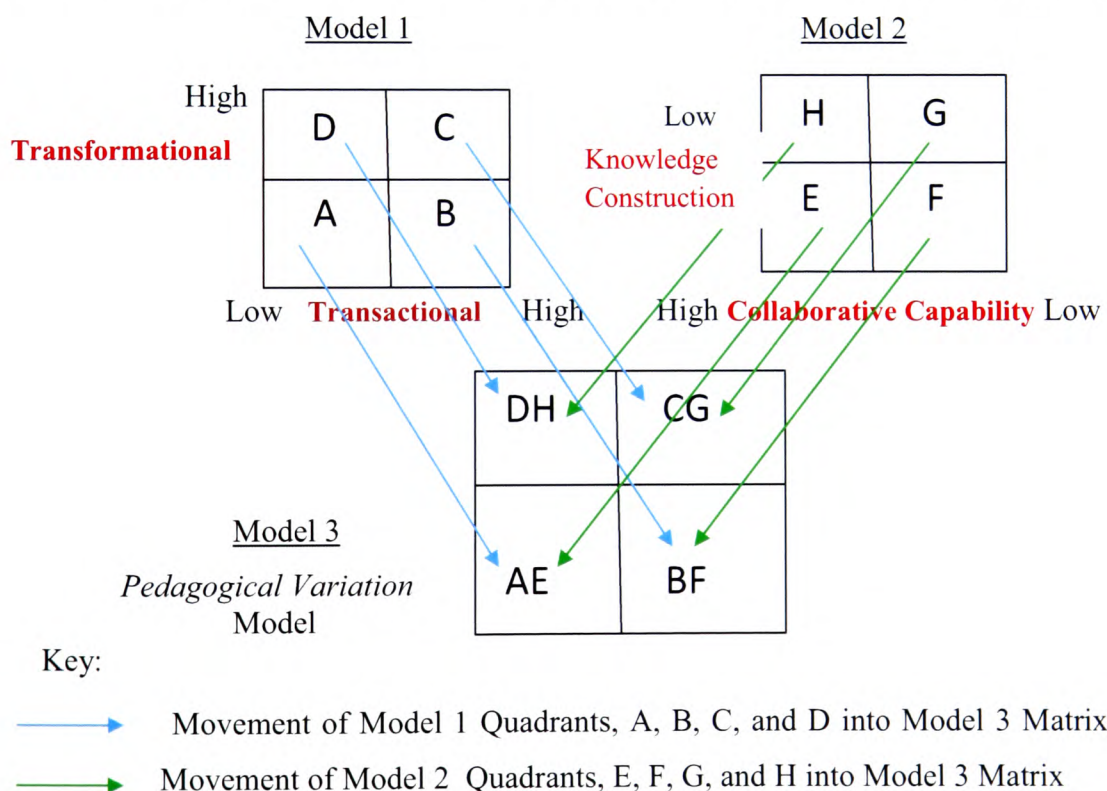 Model 1
Model 2
High
D C
Transformational
A B
Low Transactional High
Low
H G
Knowledge
Construction
E F
High Collaborative Capability Low
DH CG
AE BF
Model 3
Pedagogical Variation
Model
Key:
Movement of Model 1 Quadrants, A, B, C, and D into Model 3 Matrix
Movement of Model 2 Quadrants, E, F, G, and H into Model 3 Matrix